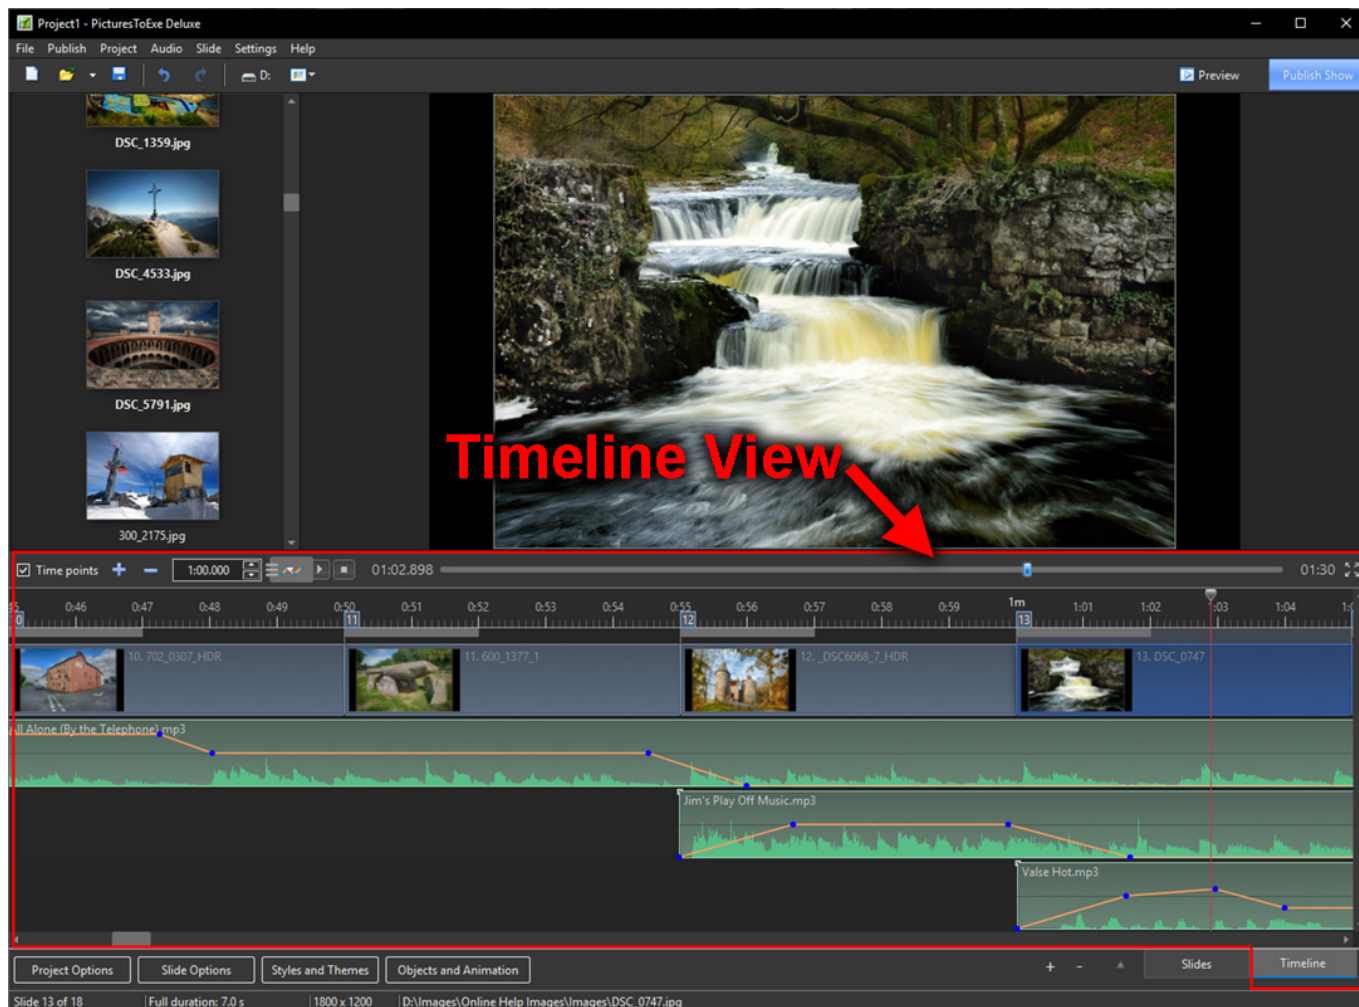 Project1 - PicturesToExe Deluxe
File Publish Project Audio Slide Settings Help
D: Preview Publish Show
DSC_1359.jpg
DSC_4533.jpg
DSC_5791.jpg
300_2175.jpg
Timeline View
Time points 1:00.000 01:02.898 01:30
0:46 0:47 0:48 0:49 0:50 0:51 0:52 0:53 0:54 0:55 0:56 0:57 0:58 0:59 1m 1:01 1:02 1:03 1:04
11 12 13
10. 702_0307_HDR 11. 600_1377_1 12. _DSC6068_7_HDR 13. DSC_0747
All Alone (By the Telephone).mp3
Jim's Play Off Music.mp3
Valse Hot.mp3
Project Options Slide Options Styles and Themes Objects and Animation + - Slides Timeline
Slide 13 of 18 Full duration: 7.0 s 1800 x 1200 D:\Images\Online Help Images\Images\DSC_0747.jpg